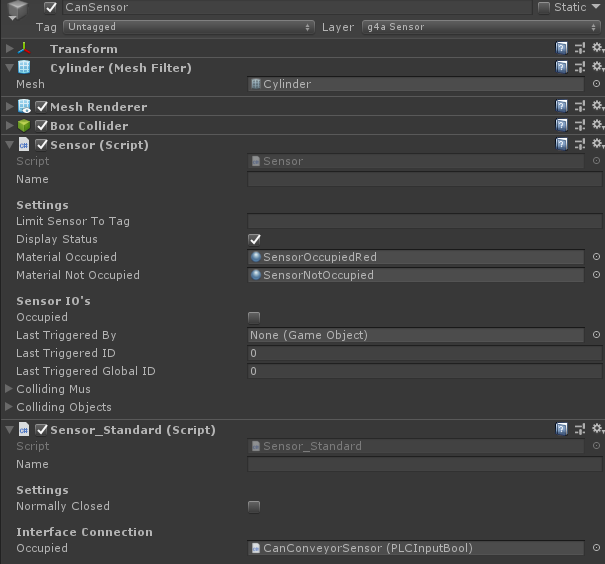 CanSensor Static
Tag Untagged Layer g4a Sensor
Transform
Cylinder (Mesh Filter)
Mesh Cylinder
Mesh Renderer
Box Collider
Sensor (Script)
Script Sensor
Name
Settings
Limit Sensor To Tag
Display Status
Material Occupied SensorOccupiedRed
Material Not Occupied SensorNotOccupied
Sensor IO's
Occupied
Last Triggered By None (Game Object)
Last Triggered ID 0
Last Triggered Global ID 0
Colliding Mus
Colliding Objects
Sensor_Standard (Script)
Script Sensor_Standard
Name
Settings
Normally Closed
Interface Connection
Occupied CanConveyorSensor (PLCInputBool)